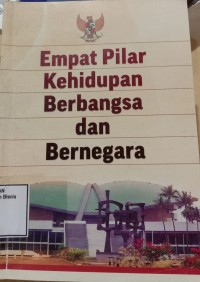 Empat Pilar
Kehidupan
Berbangsa
dan
Bernegara